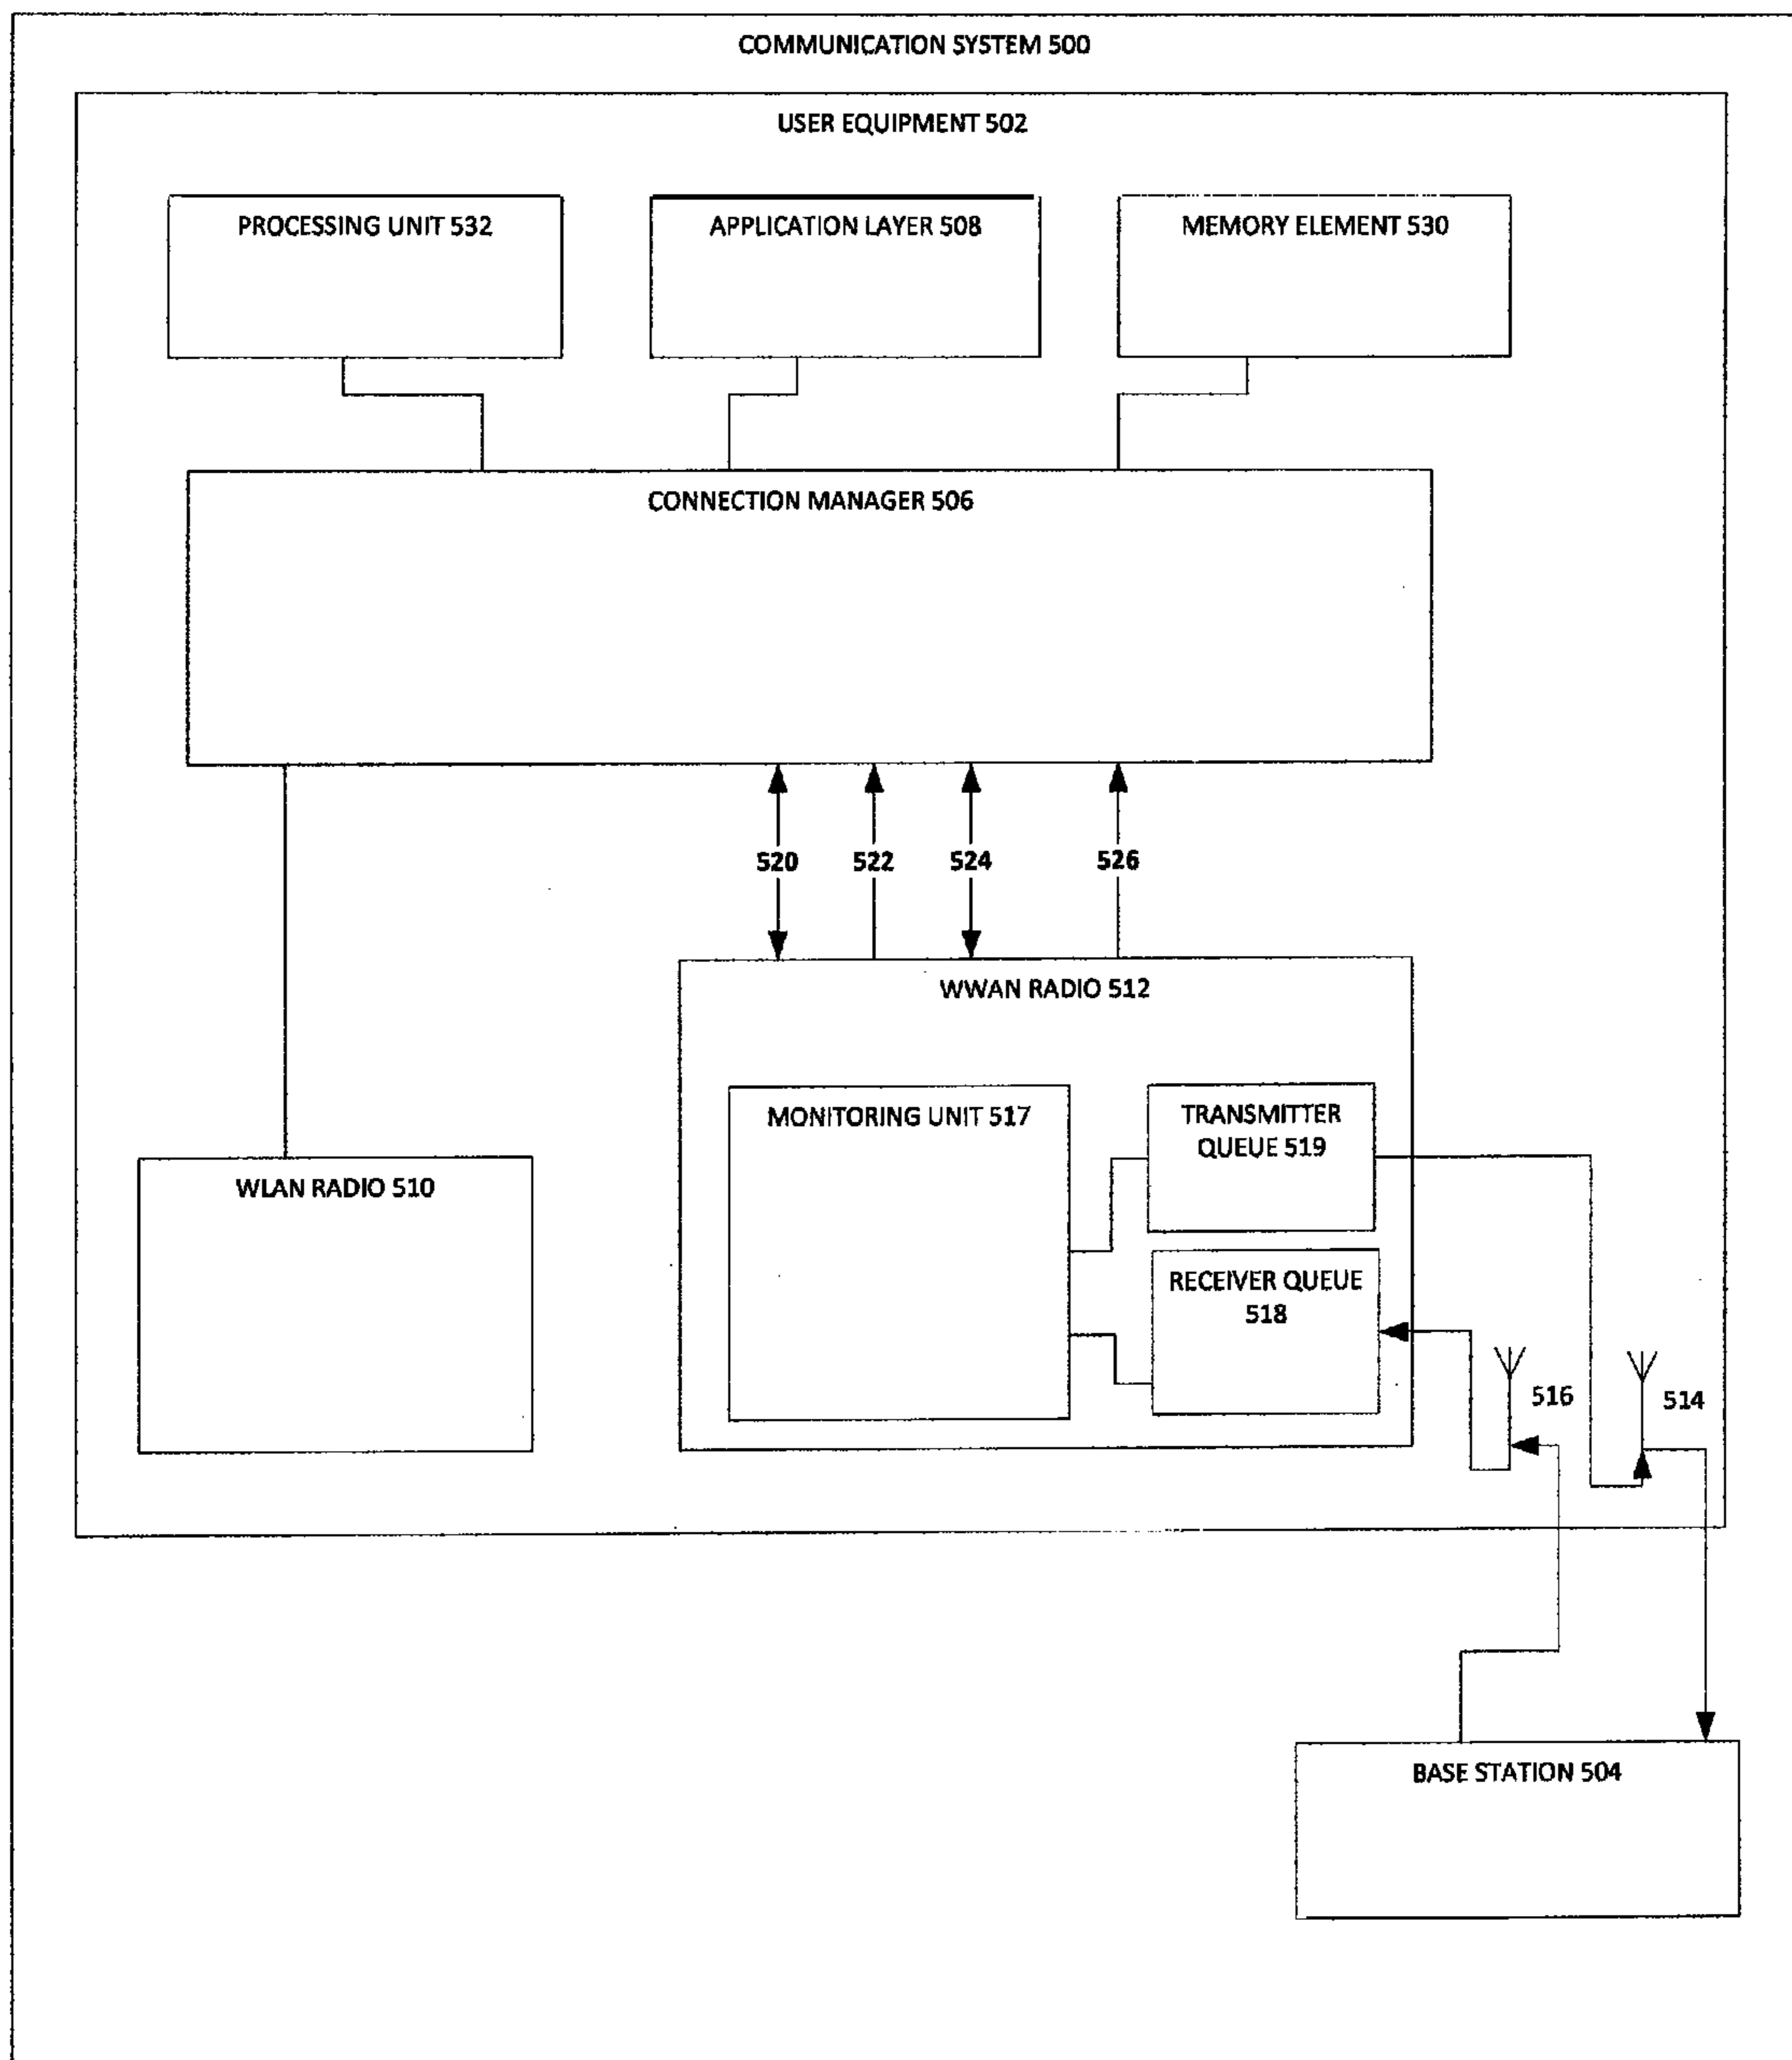 COMMUNICATION SYSTEM 500
USER EQUIPMENT 502
PROCESSING UNIT 532
APPLICATION LAYER 508
MEMORY ELEMENT 530
CONNECTION MANAGER 506
520
522
524
526
WWAN RADIO 512
MONITORING UNIT 517
TRANSMITTER
QUEUE 519
WLAN RADIO 510
RECEIVER QUEUE
518
516
514
BASE STATION 504